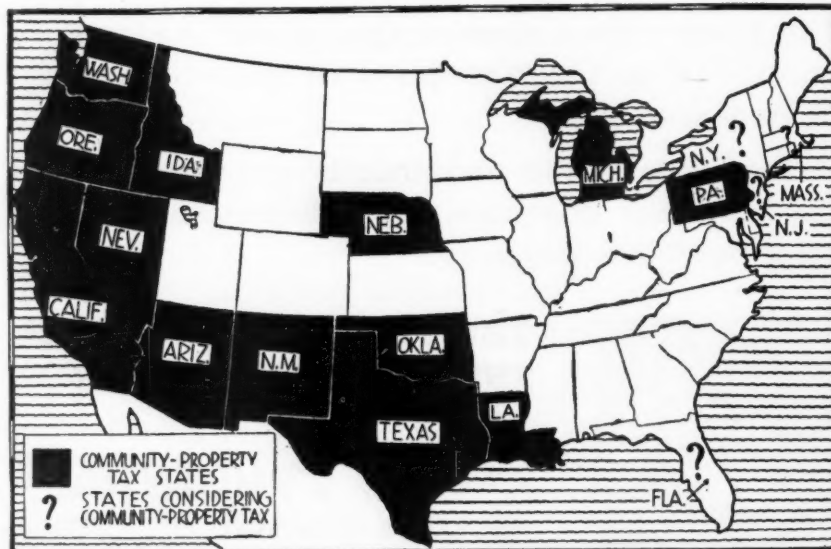 WASH
ORE.
IDA.
MICH.
N.Y. ?
?
PA.
?
MASS.
N.J.
NEB.
NEV.
CALIF.
ARIZ.
N.M.
OKLA.
LA.
TEXAS
?
FLA.
COMMUNITY-PROPERTY
TAX STATES
? STATES CONSIDERING
COMMUNITY-PROPERTY TAX